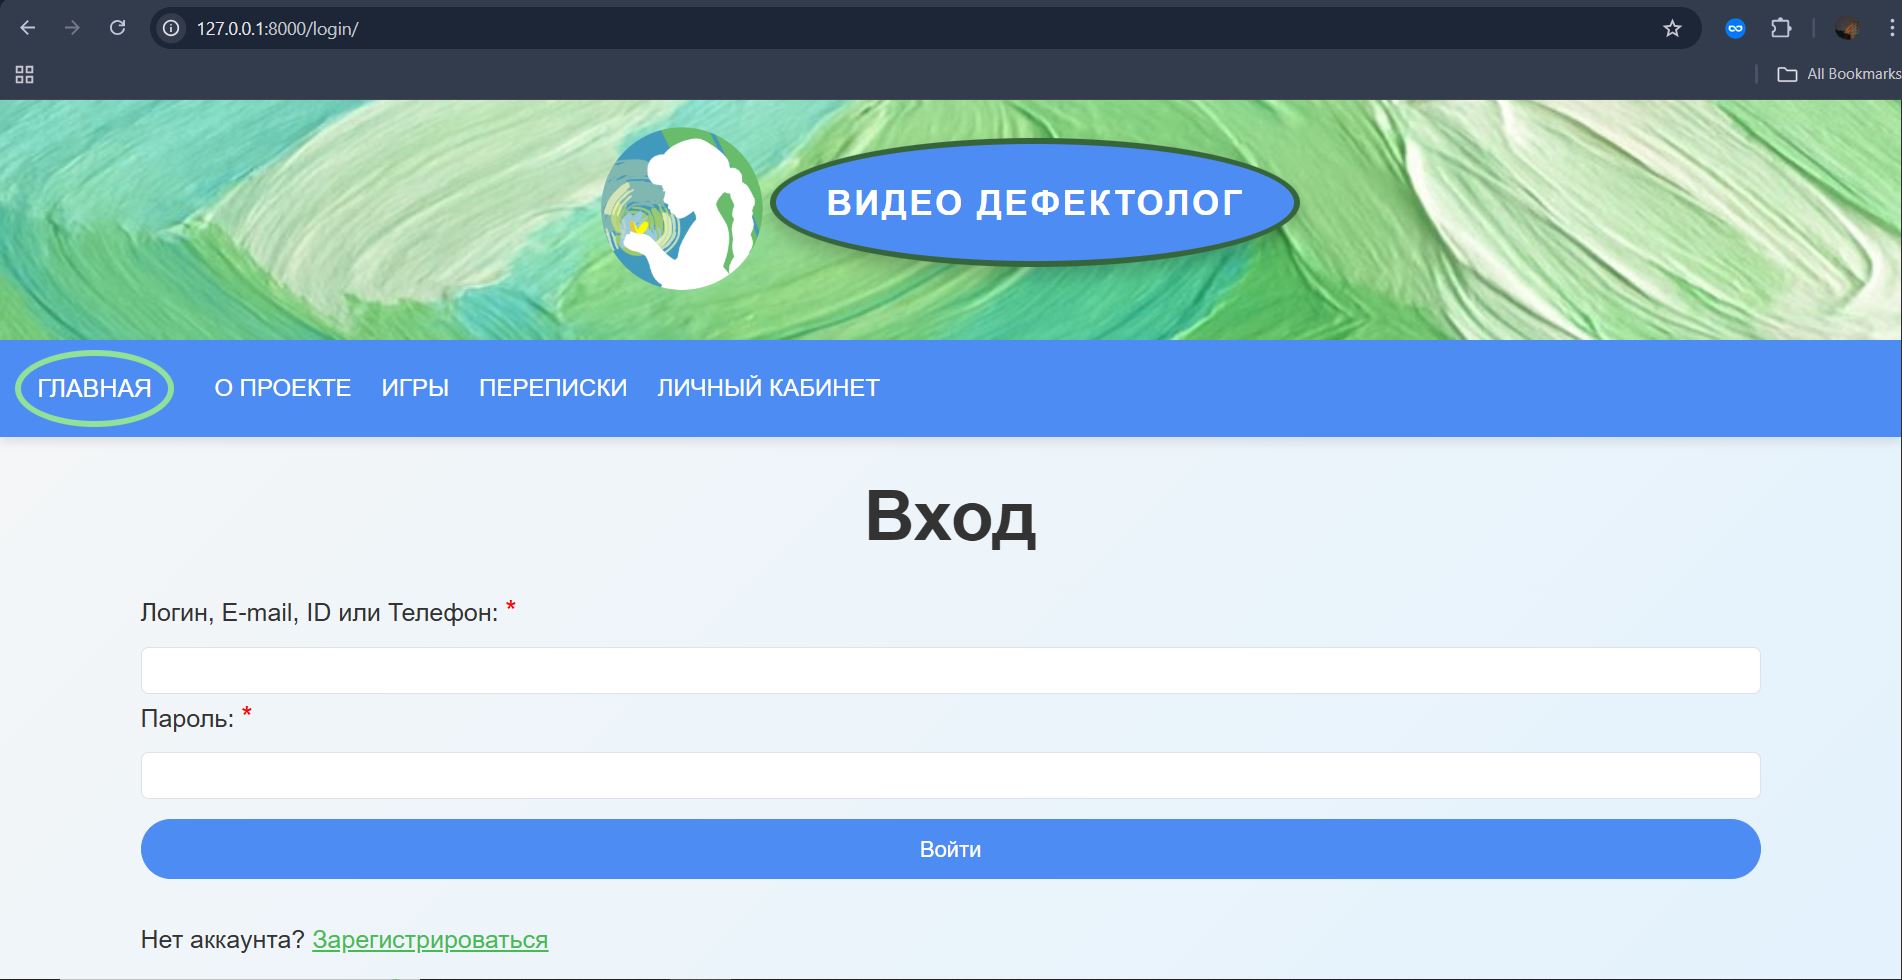 127.0.0.1:8000/login/
All Bookmarks
ВИДЕО ДЕФЕКТОЛОГ
ГЛАВНАЯ О ПРОЕКТЕ ИГРЫ ПЕРЕПИСКИ ЛИЧНЫЙ КАБИНЕТ
Вход
Логин, E-mail, ID или Телефон: *
Пароль: *
Войти
Нет аккаунта? Зарегистрироваться